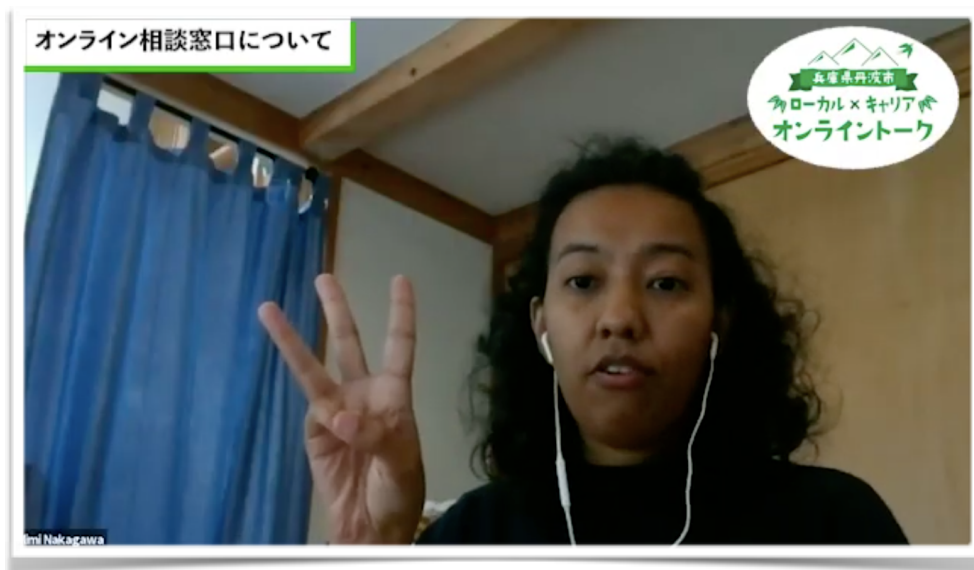 オンライン相談窓口について
兵庫県丹波市
ローカル×キャリア
オンライントーク
imi Nakagawa